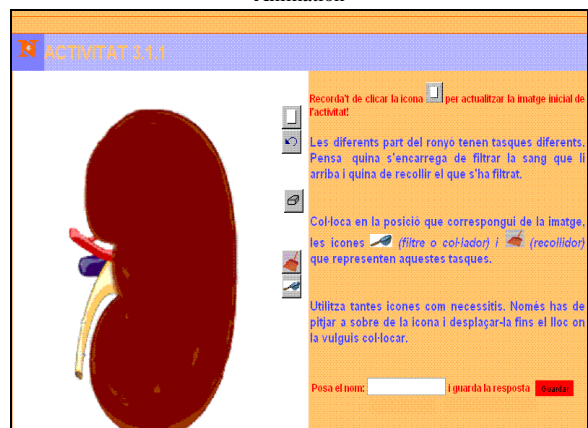 Animation
N ACTIVITAT 3.1.1
Recorda't de clicar la icona per actualitzar la imatge inicial de
l'activitat!
Les diferents part del ronyó tenen tasques diferents.
Pensa quina s'encarrega de filtrar la sang que li
arriba i quina de recollir el que s'ha filtrat.
Col·loca en la posició que correspongui de la imatge,
les icones (filtre o col·lador) i (recollidor)
que representen aquestes tasques.
Utilitza tantes icones com necessitis. Només has de
pitjar a sobre de la icona i desplaçar-la fins el lloc on
la vulguis col·locar.
Posa el nom: i guarda la resposta Guardar